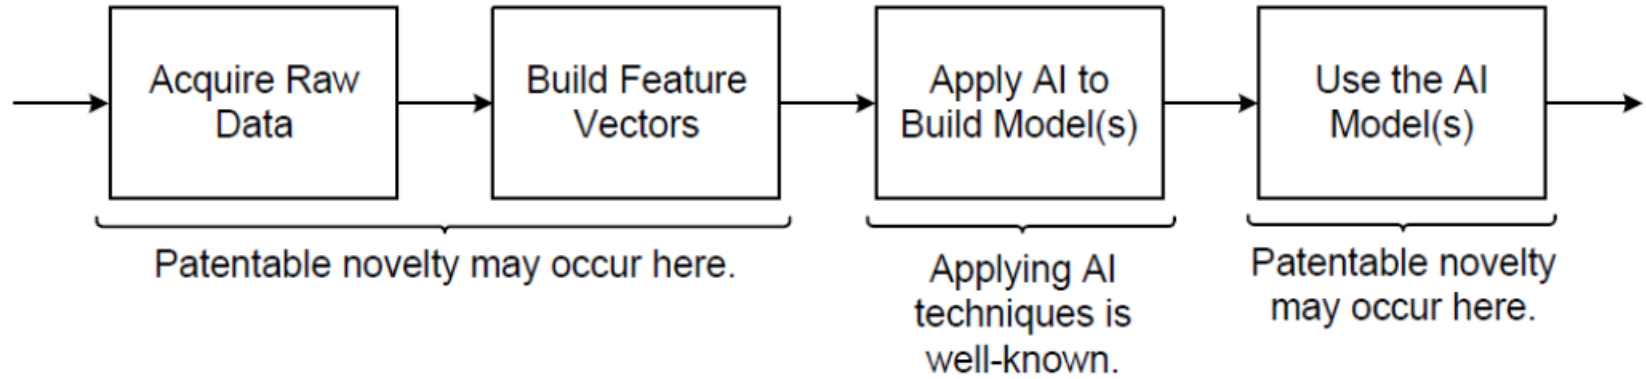 Acquire Raw
Data
Build Feature
Vectors
Apply AI to
Build Model(s)
Use the AI
Model(s)
Patentable novelty may occur here.
Applying AI
techniques is
well-known.
Patentable novelty
may occur here.